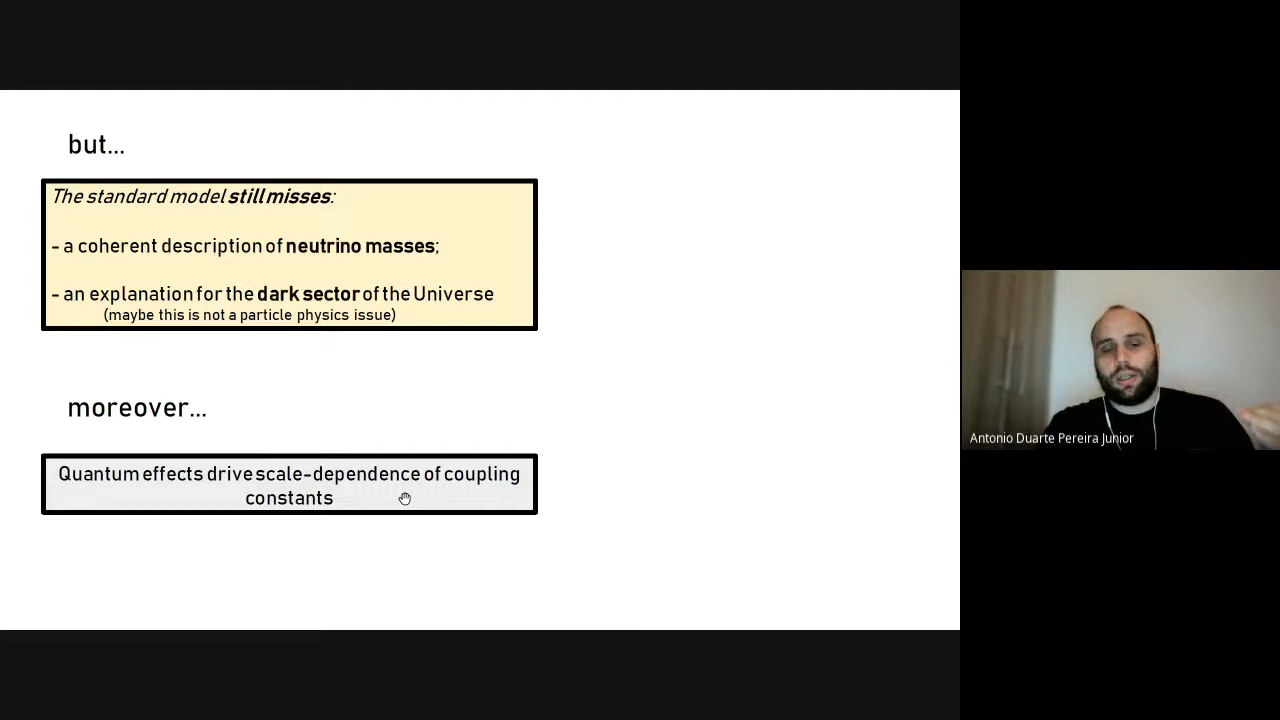 but...
The standard model still misses:
- a coherent description of neutrino masses;
- an explanation for the dark sector of the Universe
(maybe this is not a particle physics issue)
moreover...
Quantum effects drive scale-dependence of coupling
constants
Antonio Duarte Pereira Junior